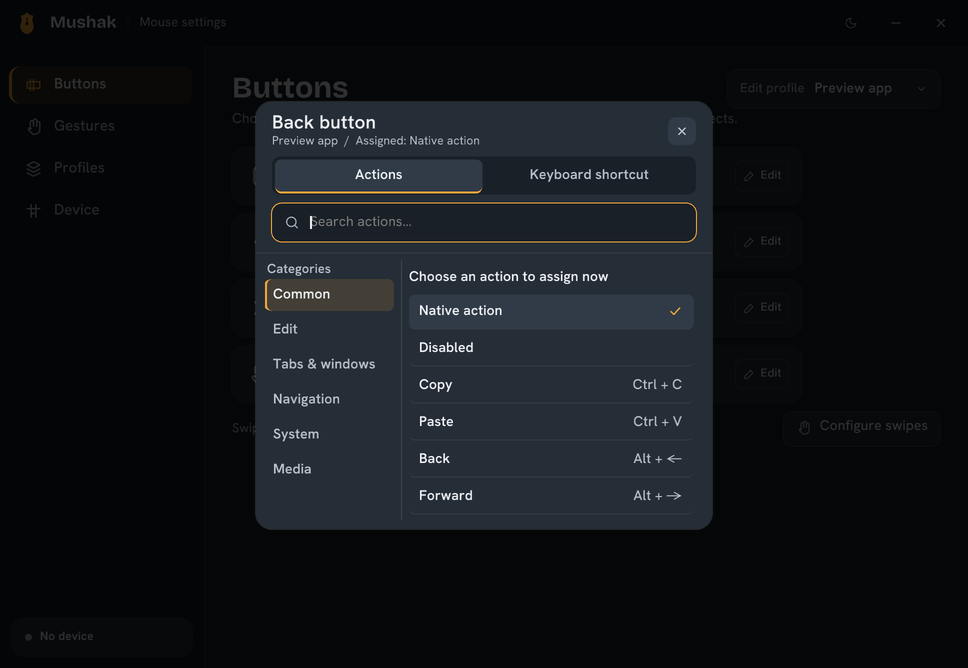 Mushak
Mouse settings
Buttons
Gestures
Profiles
Device
No device
Buttons
Edit profile Preview app
Edit
Edit
Edit
Edit
Configure swipes
Back button
Preview app / Assigned: Native action
Actions
Keyboard shortcut
Search actions...
Categories
Common
Edit
Tabs & windows
Navigation
System
Media
Choose an action to assign now
Native action
Disabled
Copy Ctrl + C
Paste Ctrl + V
Back Alt + ←
Forward Alt + →